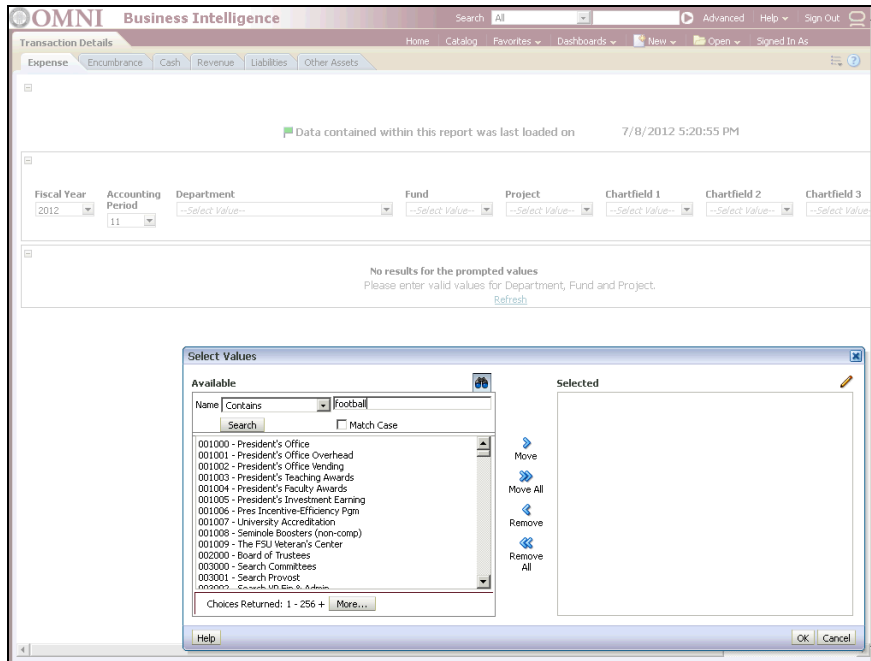 OMNI Business Intelligence Search All Advanced Help Sign Out
Transaction Details Home Catalog Favorites Dashboards New Open Signed In As
Expense Encumbrance Cash Revenue Liabilities Other Assets
Data contained within this report was last loaded on 7/8/2012 5:20:55 PM
Fiscal Year Accounting Period Department Fund Project Chartfield 1 Chartfield 2 Chartfield 3
2012 11 --Select Value-- --Select Value-- --Select Value-- --Select Value-- --Select Value-- --Select Value
No results for the prompted values
Please enter valid values for Department, Fund and Project.
Refresh
Select Values
Available Selected
Name Contains football
Search Match Case
001000 - President's Office
001001 - President's Office Overhead
001002 - President's Office Vending
001003 - President's Teaching Awards
001004 - President's Faculty Awards
001005 - President's Investment Earning
001006 - Pres Incentive-Efficiency Pgm
001007 - University Accreditation
001008 - Seminole Boosters (non-comp)
001009 - The FSU Veteran's Center
002000 - Board of Trustees
003000 - Search Committees
003001 - Search Provost
003002 - Search VP Fin & Admin
Move
Move All
Remove
Remove All
Choices Returned: 1 - 256 + More...
Help OK Cancel